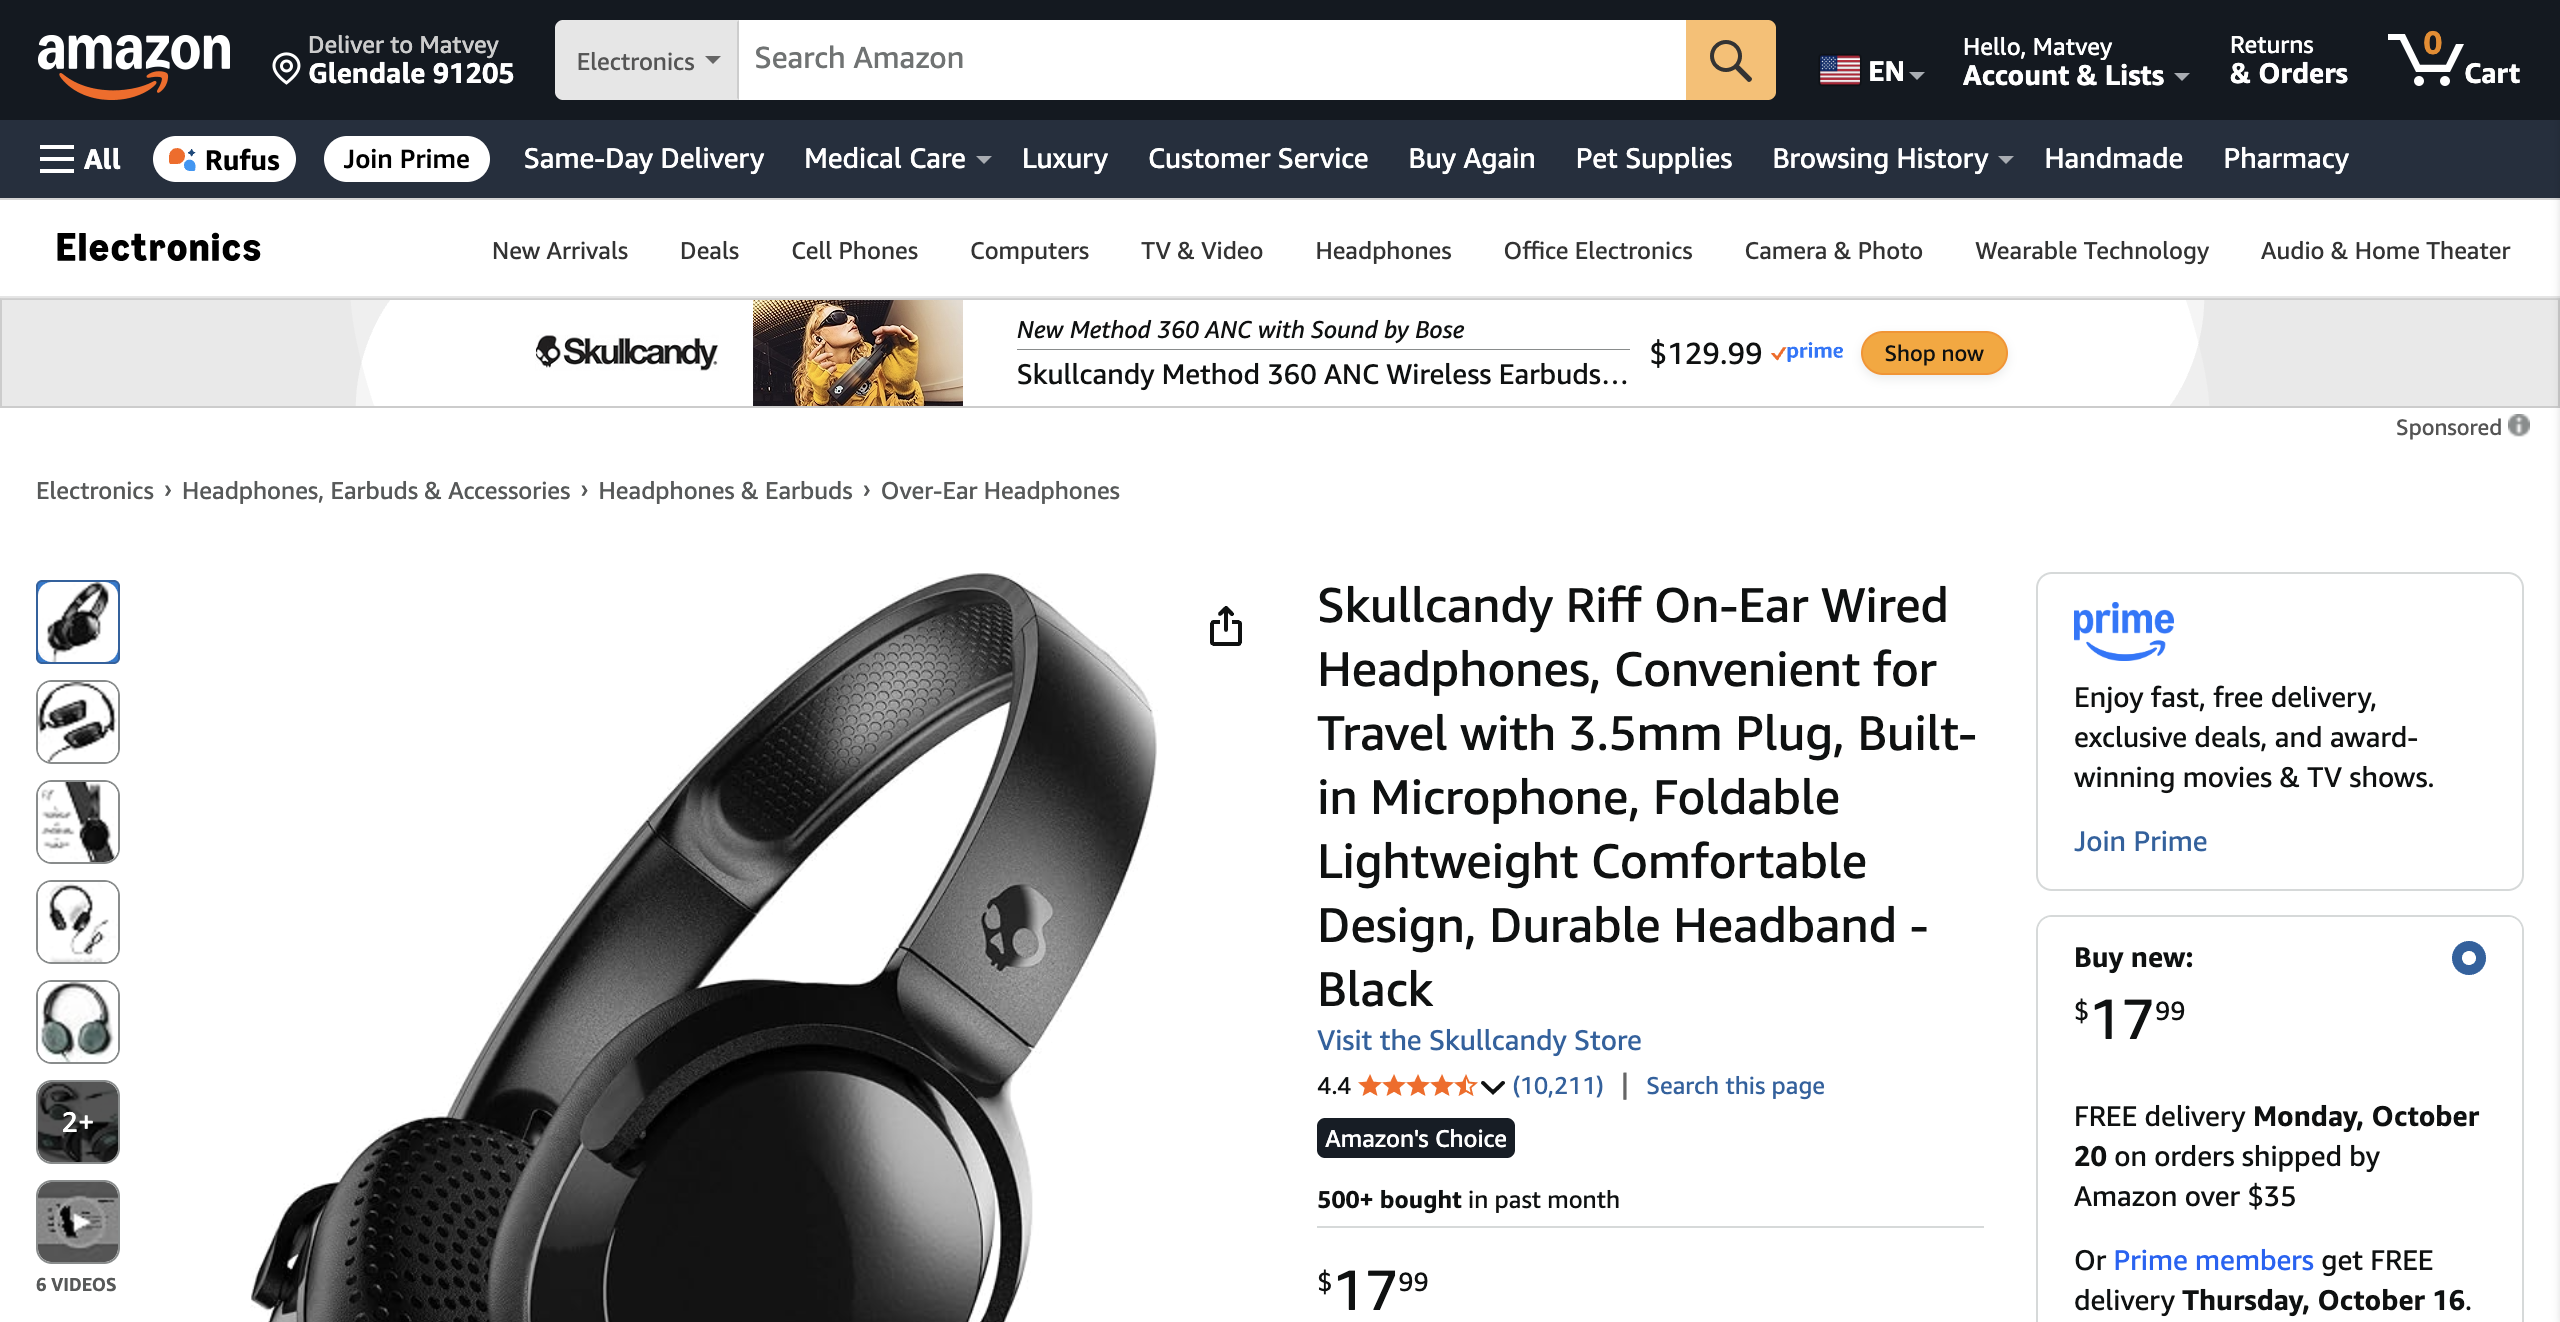 amazon
Deliver to Matvey
Glendale 91205
Electronics
Search Amazon
EN
Hello, Matvey
Account & Lists
Returns
& Orders
0
Cart
All
Rufus
Join Prime
Same-Day Delivery
Medical Care
Luxury
Customer Service
Buy Again
Pet Supplies
Browsing History
Handmade
Pharmacy
Electronics
New Arrivals
Deals
Cell Phones
Computers
TV & Video
Headphones
Office Electronics
Camera & Photo
Wearable Technology
Audio & Home Theater
Skullcandy
New Method 360 ANC with Sound by Bose
Skullcandy Method 360 ANC Wireless Earbuds...
$129.99 prime
Shop now
Sponsored
Electronics › Headphones, Earbuds & Accessories › Headphones & Earbuds › Over-Ear Headphones
2+
6 VIDEOS
Skullcandy Riff On-Ear Wired
Headphones, Convenient for
Travel with 3.5mm Plug, Built-
in Microphone, Foldable
Lightweight Comfortable
Design, Durable Headband -
Black
Visit the Skullcandy Store
4.4 (10,211) | Search this page
Amazon's Choice
500+ bought in past month
$17 99
prime
Enjoy fast, free delivery,
exclusive deals, and award-
winning movies & TV shows.
Join Prime
Buy new:
$17 99
FREE delivery Monday, October
20 on orders shipped by
Amazon over $35
Or Prime members get FREE
delivery Thursday, October 16.